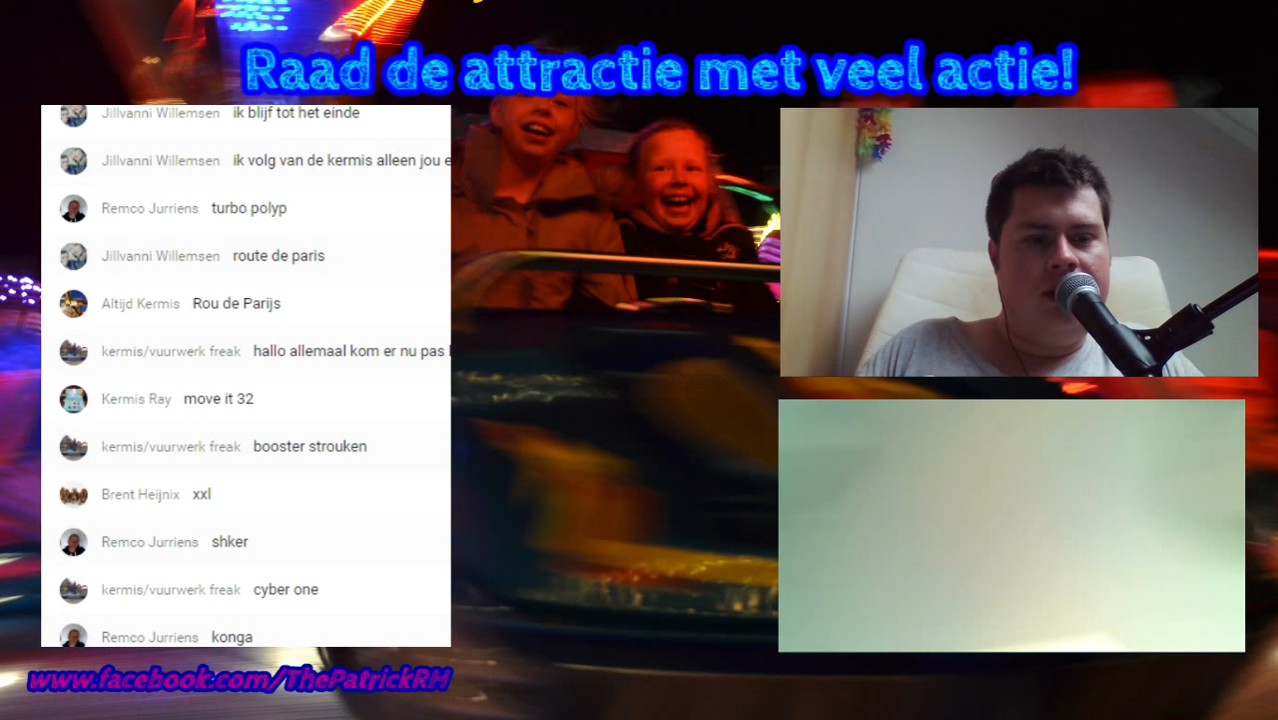 Raad de attractie met veel actie!
Jillvanni Willemsen ik blijf tot het einde
Jillvanni Willemsen ik volg van de kermis alleen jou e
Remco Jurriens turbo polyp
Jillvanni Willemsen route de paris
Altijd Kermis Rou de Parijs
kermis/vuurwerk freak hallo allemaal kom er nu pas
Kermis Ray move it 32
kermis/vuurwerk freak booster strouken
Brent Heijnix xxl
Remco Jurriens shker
kermis/vuurwerk freak cyber one
Remco Jurriens konga
www.facebook.com/ThePatrickRH